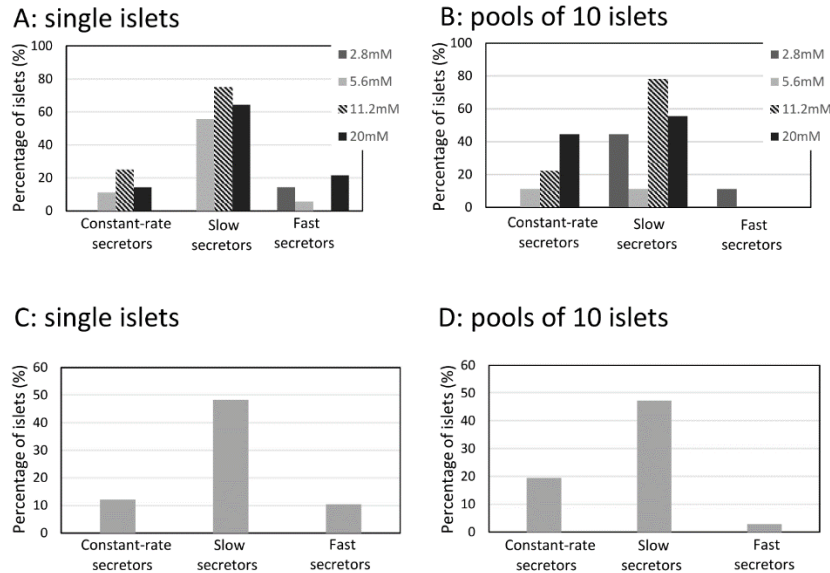 A: single islets
Percentage of islets (%)
100
80
60
40
20
0
2.8mM
5.6mM
11.2mM
20mM
Constant-rate
secretors
Slow
secretors
Fast
secretors
B: pools of 10 islets
Percentage of islets (%)
100
80
60
40
20
0
2.8mM
5.6mM
11.2mM
20mM
Constant-rate
secretors
Slow
secretors
Fast
secretors
C: single islets
Percentage of islets (%)
60
50
40
30
20
10
0
Constant-rate
secretors
Slow
secretors
Fast
secretors
D: pools of 10 islets
Percentage of islets (%)
60
50
40
30
20
10
0
Constant-rate
secretors
Slow
secretors
Fast
secretors